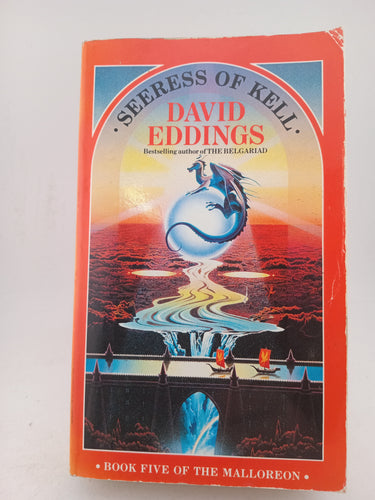 · SEERESS OF KELL ·
DAVID
EDDINGS
Bestselling author of THE BELGARIAD
· BOOK FIVE OF THE MALLOREON ·